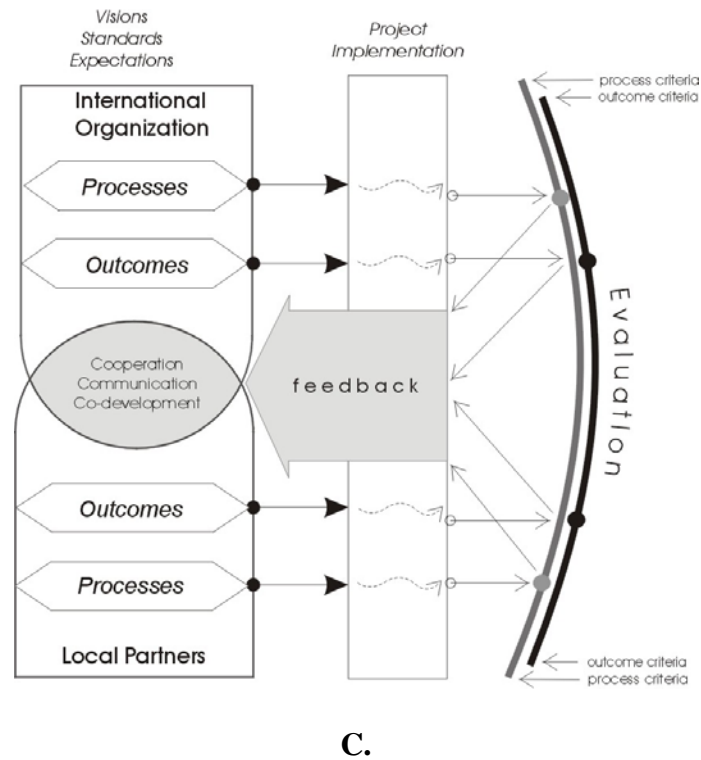 Visions
Standards
Expectations
Project
Implementation
process criteria
outcome criteria
International
Organization
Processes
Outcomes
Cooperation
Communication
Co-development
feedback
Evaluation
Outcomes
Processes
Local Partners
outcome criteria
process criteria
C.